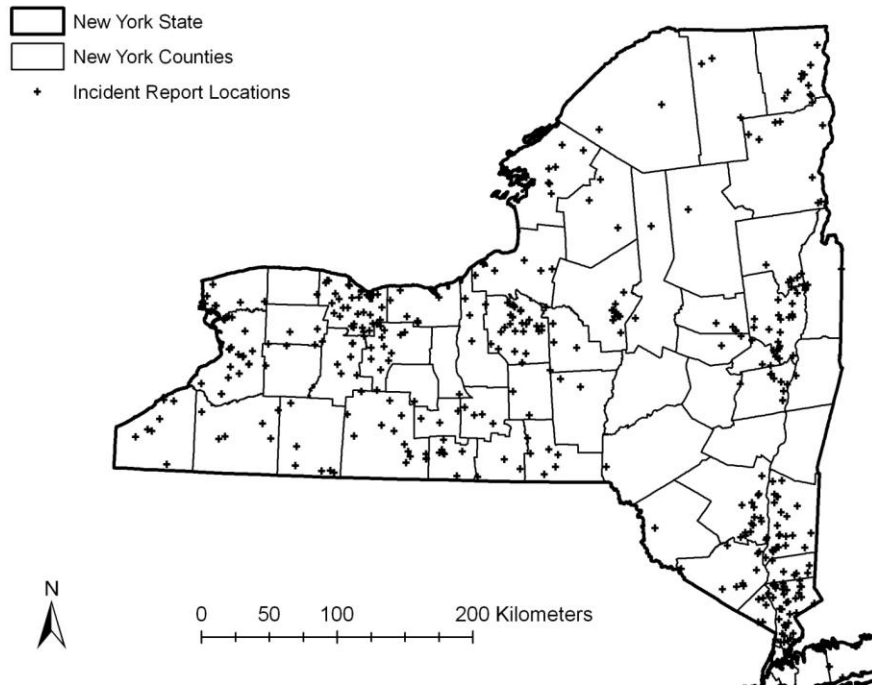 New York State
New York Counties
Incident Report Locations
N
0 50 100 200 Kilometers